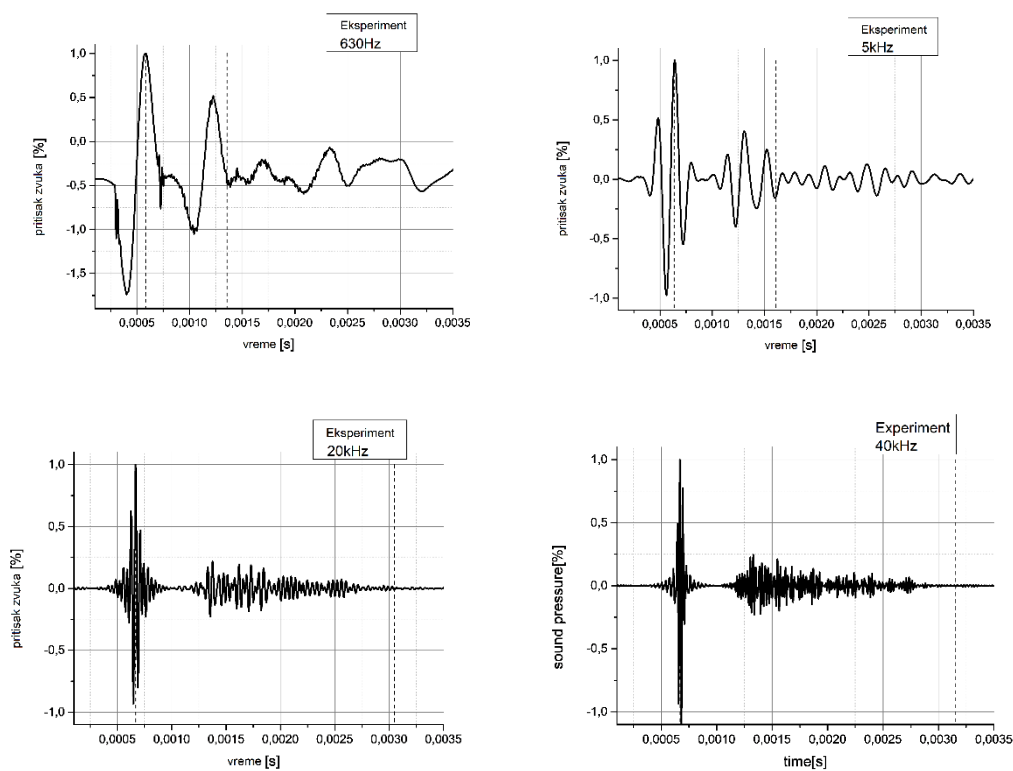 Eksperiment
630Hz
1,0
0,5
0,0
-0,5
-1,0
-1,5
pritisak zvuka [%]
0,0005 0,0010 0,0015 0,0020 0,0025 0,0030 0,0035
vreme [s]
Eksperiment
5kHz
1,0
0,5
0,0
-0,5
-1,0
pritisak zvuka [%]
0,0005 0,0010 0,0015 0,0020 0,0025 0,0030 0,0035
vreme [s]
Eksperiment
20kHz
1,0
0,5
0,0
-0,5
-1,0
pritisak zvuka [%]
0,0005 0,0010 0,0015 0,0020 0,0025 0,0030 0,0035
vreme [s]
Experiment
40kHz
1,0
0,5
0,0
-0,5
-1,0
sound pressure[%]
0,0005 0,0010 0,0015 0,0020 0,0025 0,0030 0,0035
time[s]